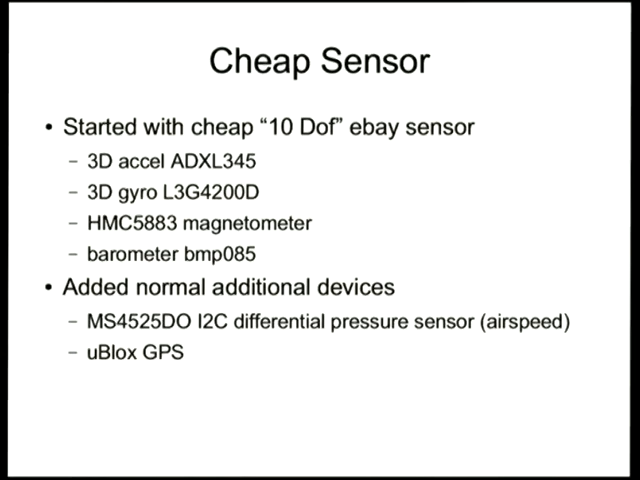 Cheap Sensor
• Started with cheap “10 Dof” ebay sensor
– 3D accel ADXL345
– 3D gyro L3G4200D
– HMC5883 magnetometer
– barometer bmp085
• Added normal additional devices
– MS4525DO I2C differential pressure sensor (airspeed)
– uBlox GPS